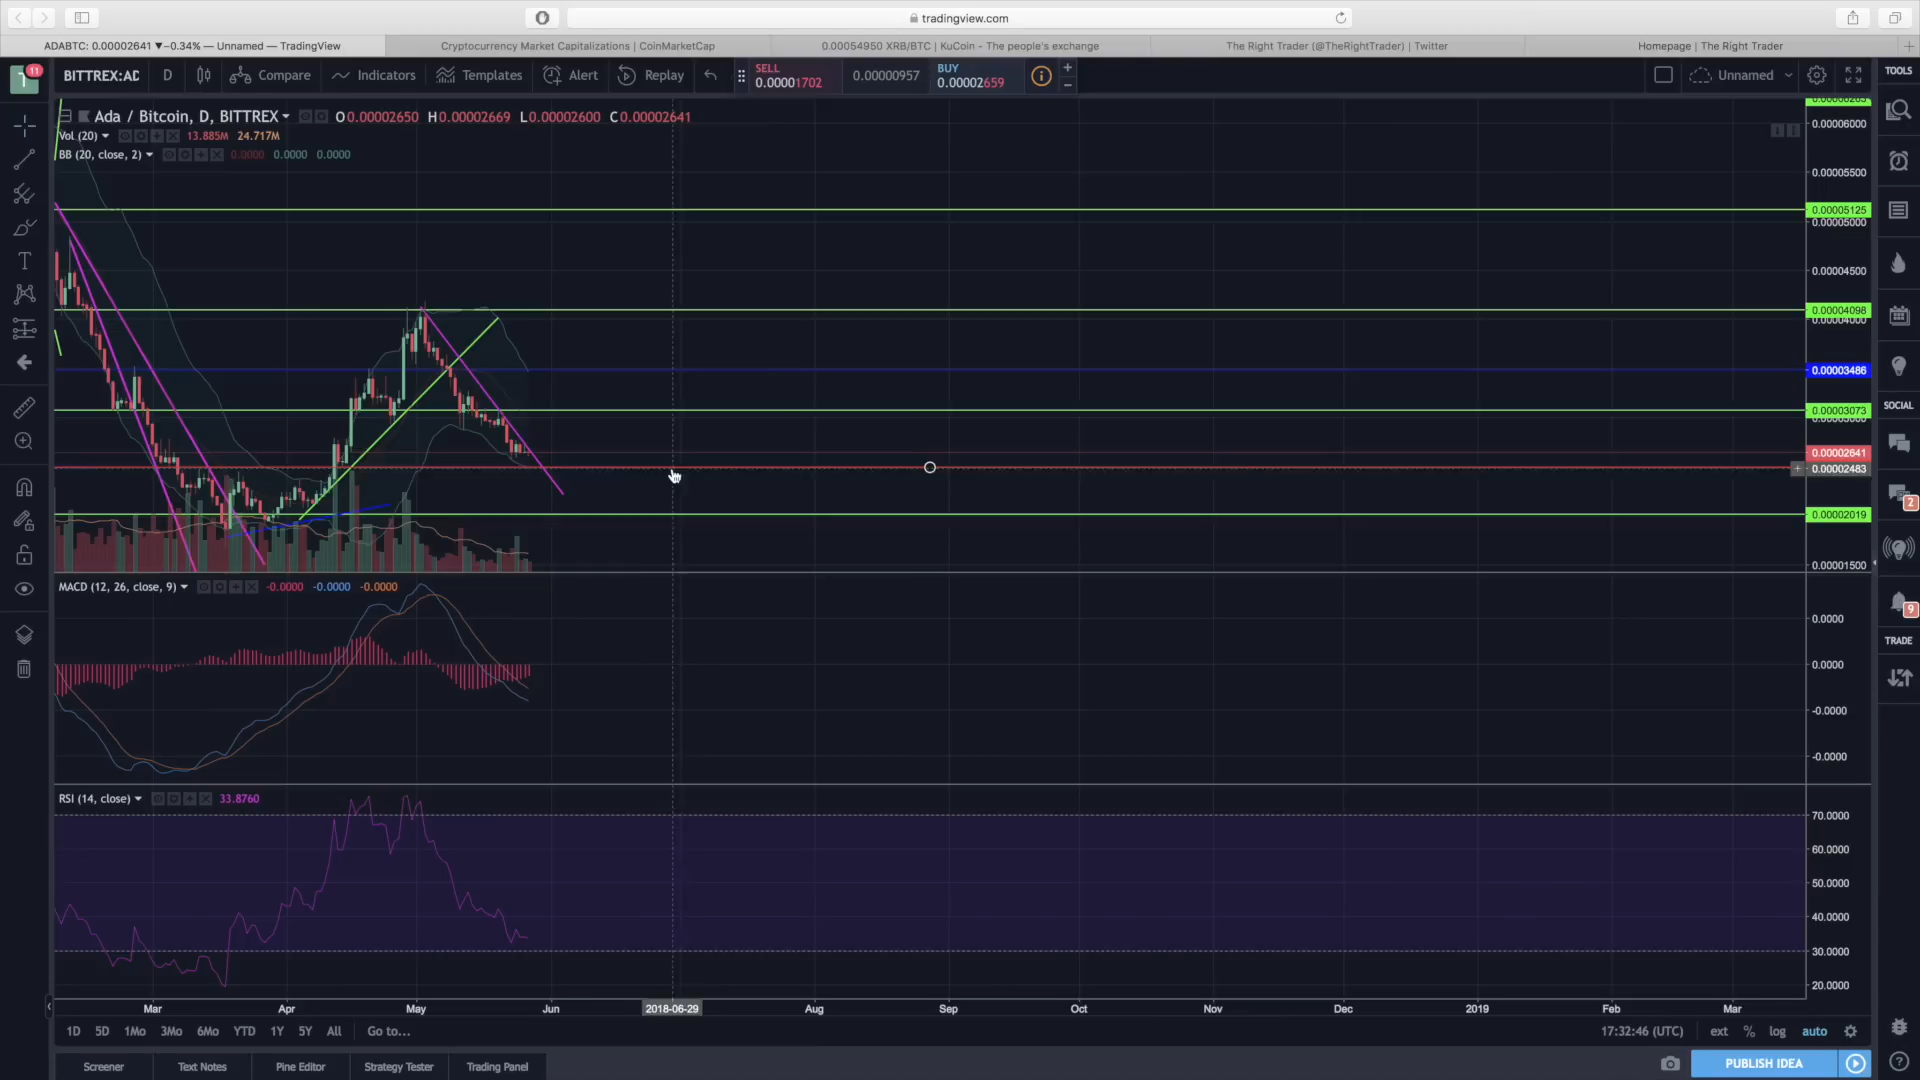 tradingview.com
ADABTC: 0.00002641 ▼−0.34% — Unnamed — TradingView
Cryptocurrency Market Capitalizations | CoinMarketCap
0.00054950 XRB/BTC | KuCoin - The people's exchange
The Right Trader (@TheRightTrader) | Twitter
Homepage | The Right Trader
T 11
BITTREX:AD
D
Compare
Indicators
Templates
Alert
Replay
SELL
0.00001702
0.00000957
BUY
0.00002659
Unnamed
TOOLS
Ada / Bitcoin, D, BITTREX
O0.00002650 H0.00002669 L0.00002600 C0.00002641
Vol (20) 13.885M 24.717M
BB (20, close, 2) 0.0000 0.0000 0.0000
0.00006000
0.00005500
0.00005125
0.00005000
0.00004500
0.00004098
0.00003486
0.00003073
0.00002641
0.00002483
0.00002019
0.00001500
SOCIAL
2
9
TRADE
MACD (12, 26, close, 9) -0.0000 -0.0000 -0.0000
0.0000
0.0000
-0.0000
-0.0000
RSI (14, close) 33.8760
70.0000
60.0000
50.0000
40.0000
30.0000
20.0000
Mar Apr May Jun 2018-06-29 Aug Sep Oct Nov Dec 2019 Feb Mar
1D 5D 1Mo 3Mo 6Mo YTD 1Y 5Y All Go to...
17:32:46 (UTC) ext % log auto
Screener Text Notes Pine Editor Strategy Tester Trading Panel
PUBLISH IDEA